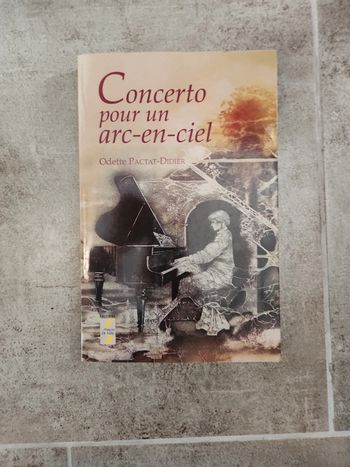 Concerto
pour un
arc-en-ciel
Odette PACTAT-DIDIER